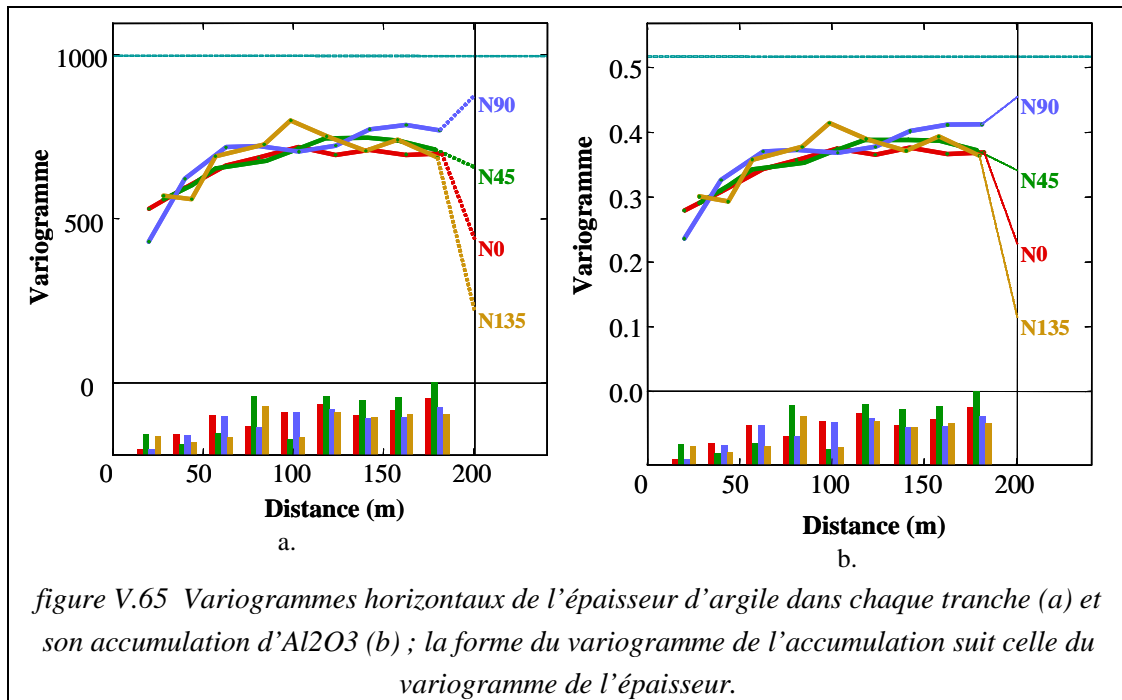 1000
500
0
Variogramme
N90
N45
N0
N135
0
50
100
150
200
Distance (m)
a.
0.5
0.4
0.3
0.2
0.1
0.0
Variogramme
N90
N45
N0
N135
0
50
100
150
200
Distance (m)
b.
figure V.65 Variogrammes horizontaux de l'épaisseur d'argile dans chaque tranche (a) et
son accumulation d'Al2O3 (b) ; la forme du variogramme de l'accumulation suit celle du
variogramme de l'épaisseur.